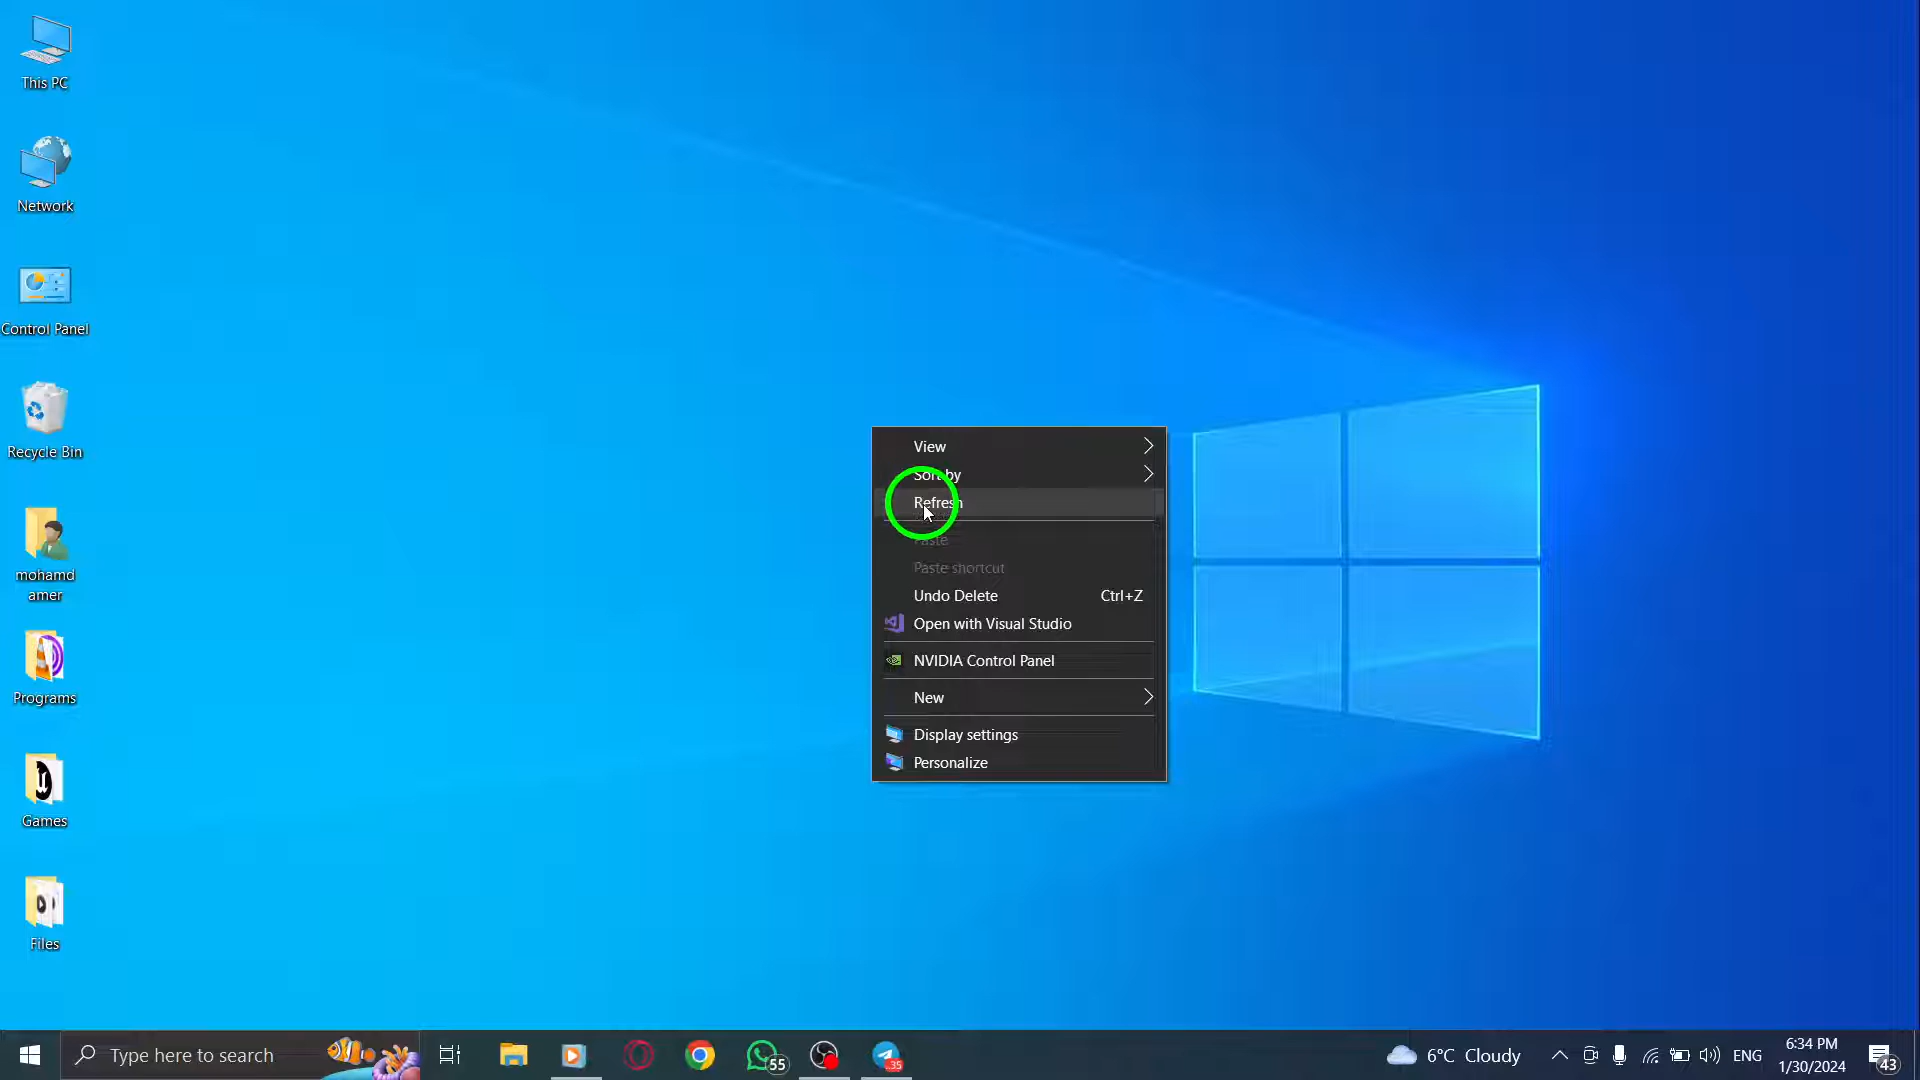 This PC
Network
Control Panel
Recycle Bin
mohamd
amer
Programs
Games
Files
View
Sort by
Refresh
Paste
Paste shortcut
Undo Delete Ctrl+Z
Open with Visual Studio
NVIDIA Control Panel
New
Display settings
Personalize
Type here to search
55
35
6°C Cloudy
ENG
6:34 PM
1/30/2024
43